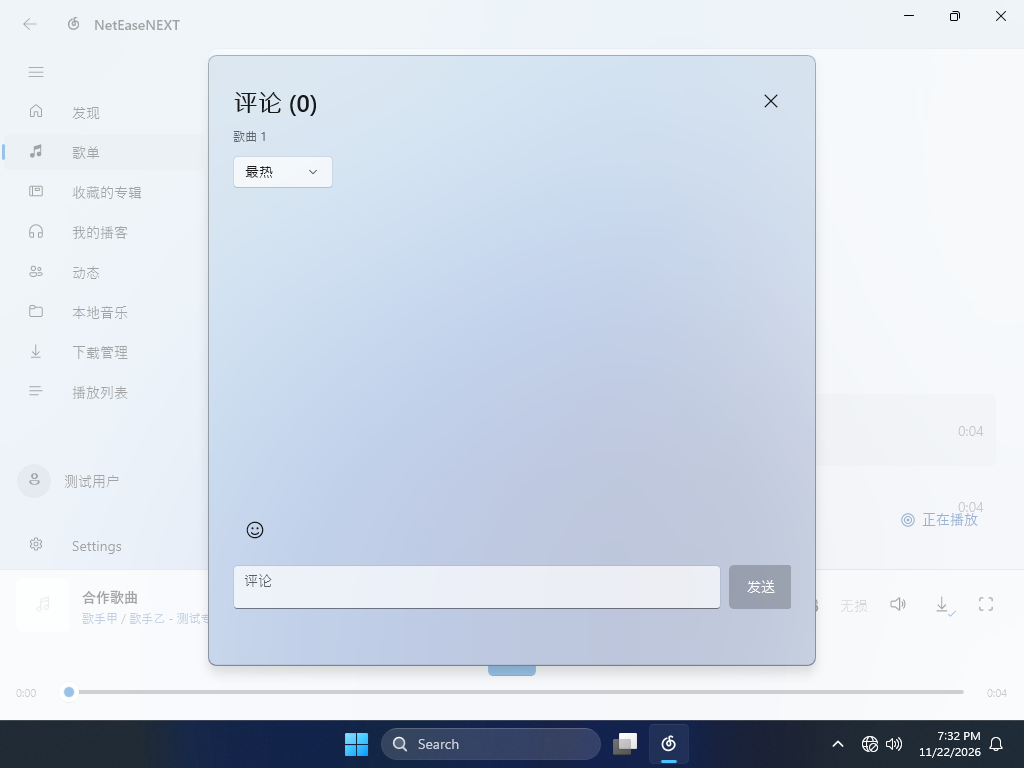 NetEaseNEXT
发现
歌单
收藏的专辑
我的播客
动态
本地音乐
下载管理
播放列表
测试用户
Settings
评论 (0)
歌曲 1
最热
评论
发送
0:04
0:04
正在播放
合作歌曲
歌手甲 / 歌手乙 - 测试专
无损
0:00
0:04
Search
7:32 PM
11/22/2026